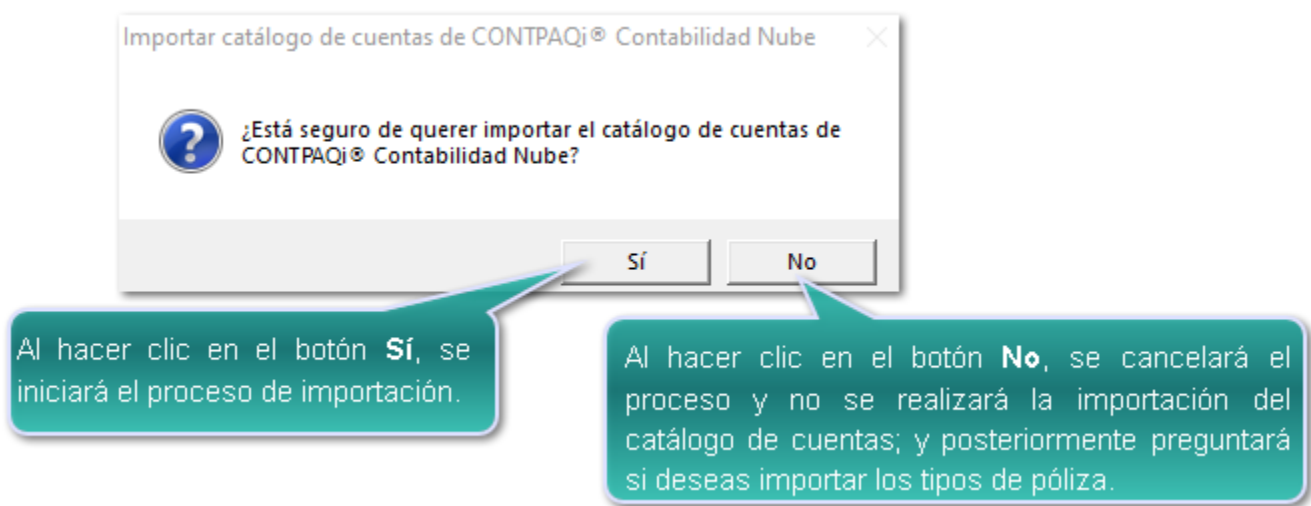 Importar catálogo de cuentas de CONTPAQi® Contabilidad Nube
¿Está seguro de querer importar el catálogo de cuentas de
CONTPAQi® Contabilidad Nube?
Sí
No
Al hacer clic en el botón Sí, se
iniciará el proceso de importación.
Al hacer clic en el botón No, se cancelará el
proceso y no se realizará la importación del
catálogo de cuentas; y posteriormente preguntará
si deseas importar los tipos de póliza.